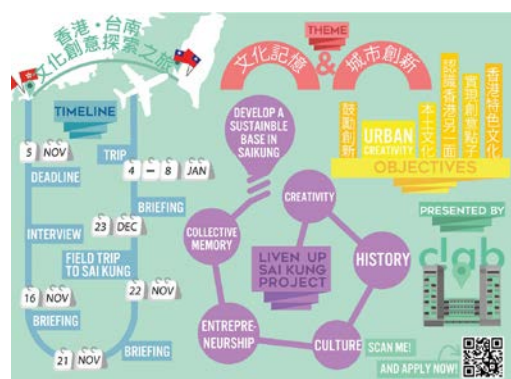 香港·台南
文化創意探索之旅
THEME
文化記憶
&
城市創新
TIMELINE
5 NOV
DEADLINE
TRIP
4 — 8 JAN
BRIEFING
INTERVIEW
23 DEC
FIELD TRIP
TO SAI KUNG
16 NOV
22 NOV
BRIEFING
BRIEFING
21 NOV
DEVELOP A
SUSTAINBLE
BASE IN
SAIKUNG
CREATIVITY
COLLECTIVE
MEMORY
HISTORY
LIVEN UP
SAI KUNG
PROJECT
ENTREPRE-
NEURSHIP
CULTURE
鼓勵創新
URBAN
CREATIVITY
本土文化
認識香港另一面
實現創意點子
香港特色文化
OBJECTIVES
PRESENTED BY
clab
SCAN ME!
AND APPLY NOW!